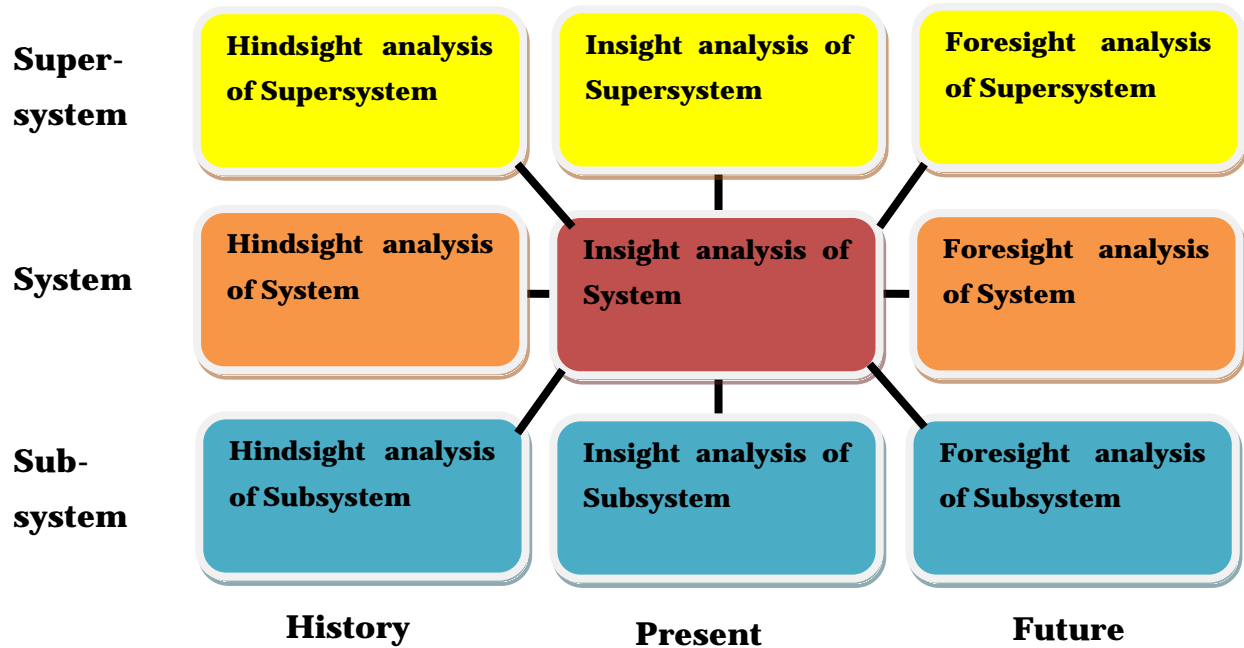 Super-
system
Hindsight analysis
of Supersystem
Insight analysis of
Supersystem
Foresight analysis
of Supersystem
System
Hindsight analysis
of System
Insight analysis of
System
Foresight analysis
of System
Sub-
system
Hindsight analysis
of Subsystem
Insight analysis of
Subsystem
Foresight analysis
of Subsystem
History
Present
Future